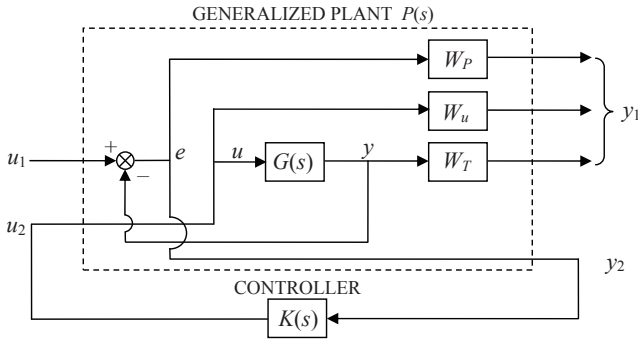 GENERALIZED PLANT P(s)
W_P
W_u
y_1
u_1
+
−
e
u
G(s)
y
W_T
u_2
y_2
CONTROLLER
K(s)